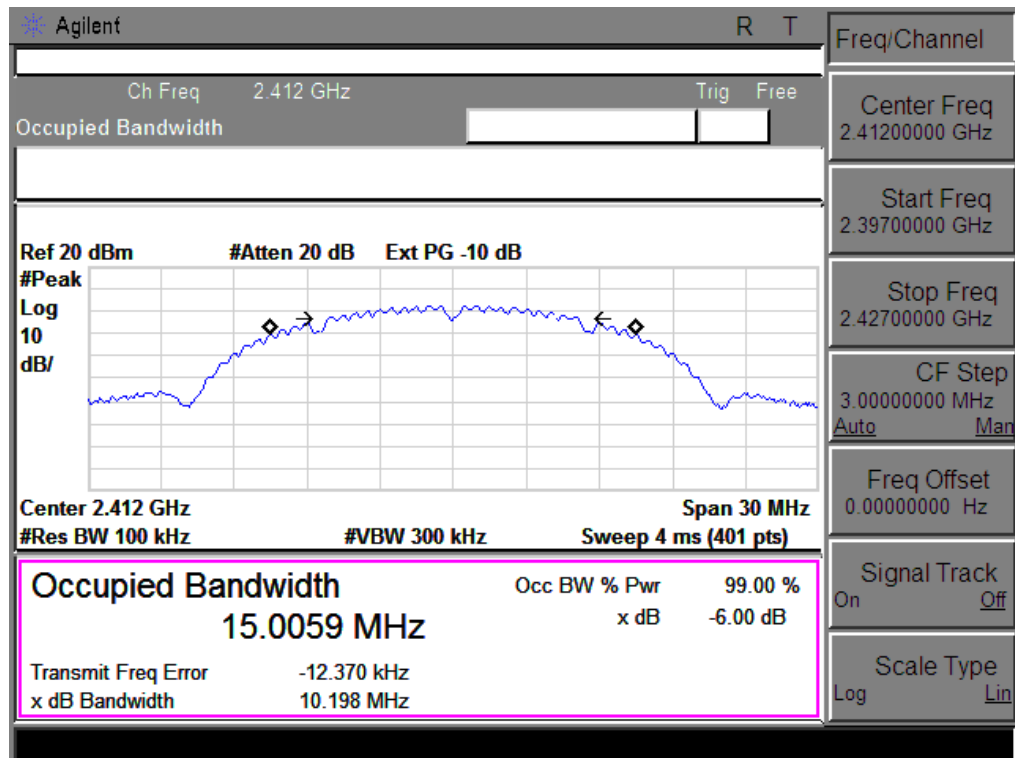 Agilent R T
Freq/Channel
Ch Freq 2.412 GHz Trig Free
Occupied Bandwidth
Center Freq
2.41200000 GHz
Start Freq
2.39700000 GHz
Stop Freq
2.42700000 GHz
CF Step
3.00000000 MHz
Auto Man
Freq Offset
0.00000000 Hz
Signal Track
On Off
Scale Type
Log Lin
Ref 20 dBm #Atten 20 dB Ext PG -10 dB
#Peak
Log
10
dB/
Center 2.412 GHz Span 30 MHz
#Res BW 100 kHz #VBW 300 kHz Sweep 4 ms (401 pts)
Occupied Bandwidth Occ BW % Pwr 99.00 %
15.0059 MHz x dB -6.00 dB
Transmit Freq Error -12.370 kHz
x dB Bandwidth 10.198 MHz